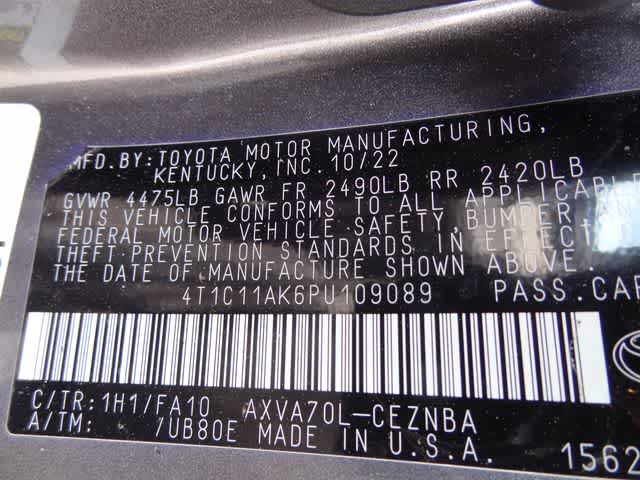 MFD.BY:TOYOTA MOTOR MANUFACTURING,
KENTUCKY, INC. 10/22
GVWR 4475LB GAWR FR 2490LB RR 2420LB
THIS VEHICLE CONFORMS TO ALL APPLICABLE
FEDERAL MOTOR VEHICLE SAFETY, BUMPER, AN
THEFT PREVENTION STANDARDS IN EFFECT
THE DATE OF MANUFACTURE SHOWN ABOVE.
4T1C11AK6PU109089 PASS.CAR
C/TR:1H1/FA10 AXVA70L-CEZNBA
A/TM: /UB80E MADE IN U.S.A. 1562